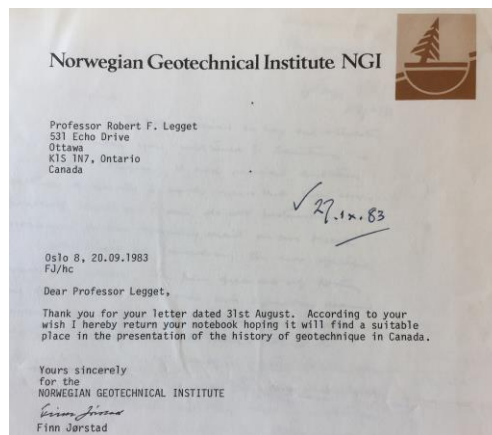 Norwegian Geotechnical Institute NGI
Professor Robert F. Legget
531 Echo Drive
Ottawa
K1S 1N7, Ontario
Canada
✓ 27.ix.83
Oslo 8, 20.09.1983
FJ/hc
Dear Professor Legget,
Thank you for your letter dated 31st August. According to your
wish I hereby return your notebook hoping it will find a suitable
place in the presentation of the history of geotechnique in Canada.
Yours sincerely
for the
NORWEGIAN GEOTECHNICAL INSTITUTE
Finn Jørstad
Finn Jørstad